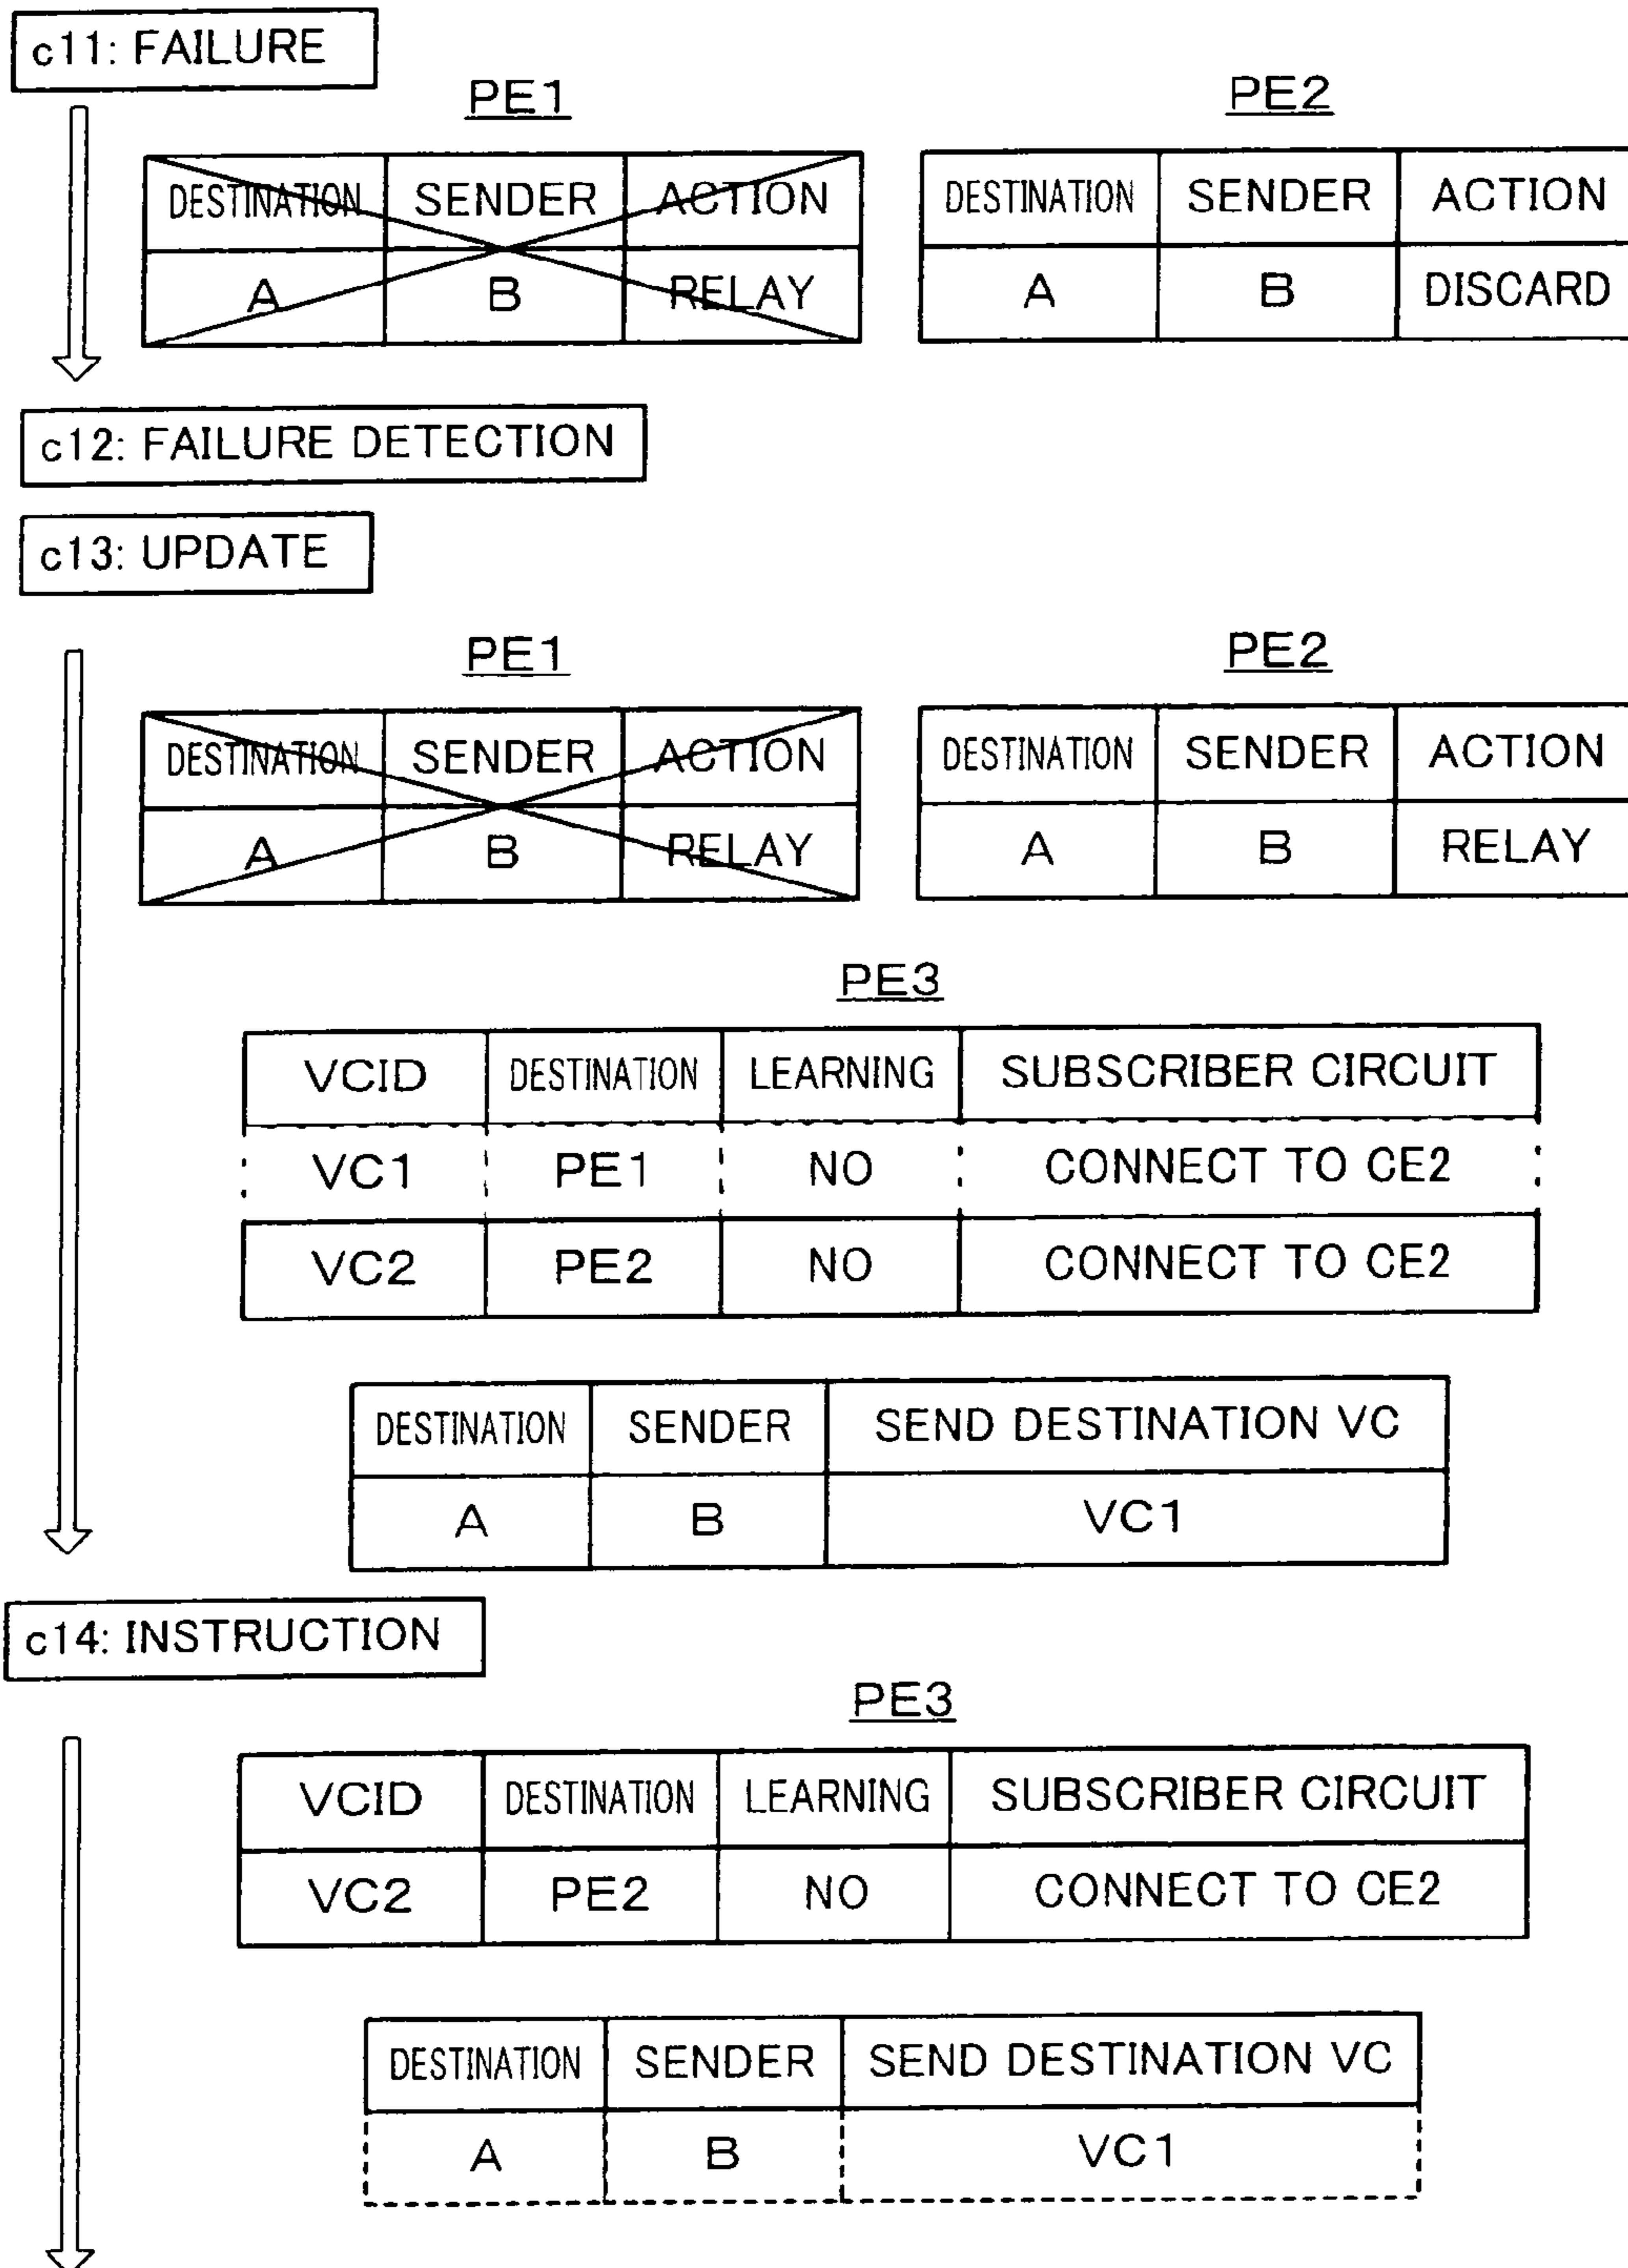 c11: FAILURE
PE1 PE2
DESTINATION SENDER ACTION DESTINATION SENDER ACTION
A B RELAY A B DISCARD
c12: FAILURE DETECTION
c13: UPDATE
PE1 PE2
DESTINATION SENDER ACTION DESTINATION SENDER ACTION
A B RELAY A B RELAY
PE3
VCID DESTINATION LEARNING SUBSCRIBER CIRCUIT
VC1 PE1 NO CONNECT TO CE2
VC2 PE2 NO CONNECT TO CE2
DESTINATION SENDER SEND DESTINATION VC
A B VC1
c14: INSTRUCTION
PE3
VCID DESTINATION LEARNING SUBSCRIBER CIRCUIT
VC2 PE2 NO CONNECT TO CE2
DESTINATION SENDER SEND DESTINATION VC
A B VC1